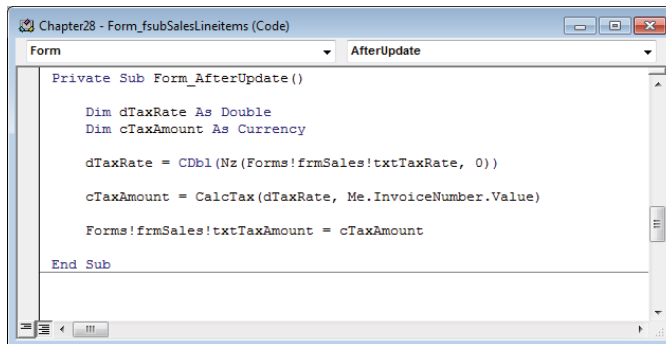 Chapter28 - Form_fsubSalesLineitems (Code)
Form AfterUpdate
Private Sub Form_AfterUpdate()
Dim dTaxRate As Double
Dim cTaxAmount As Currency
dTaxRate = CDbl(Nz(Forms!frmSales!txtTaxRate, 0))
cTaxAmount = CalcTax(dTaxRate, Me.InvoiceNumber.Value)
Forms!frmSales!txtTaxAmount = cTaxAmount
End Sub